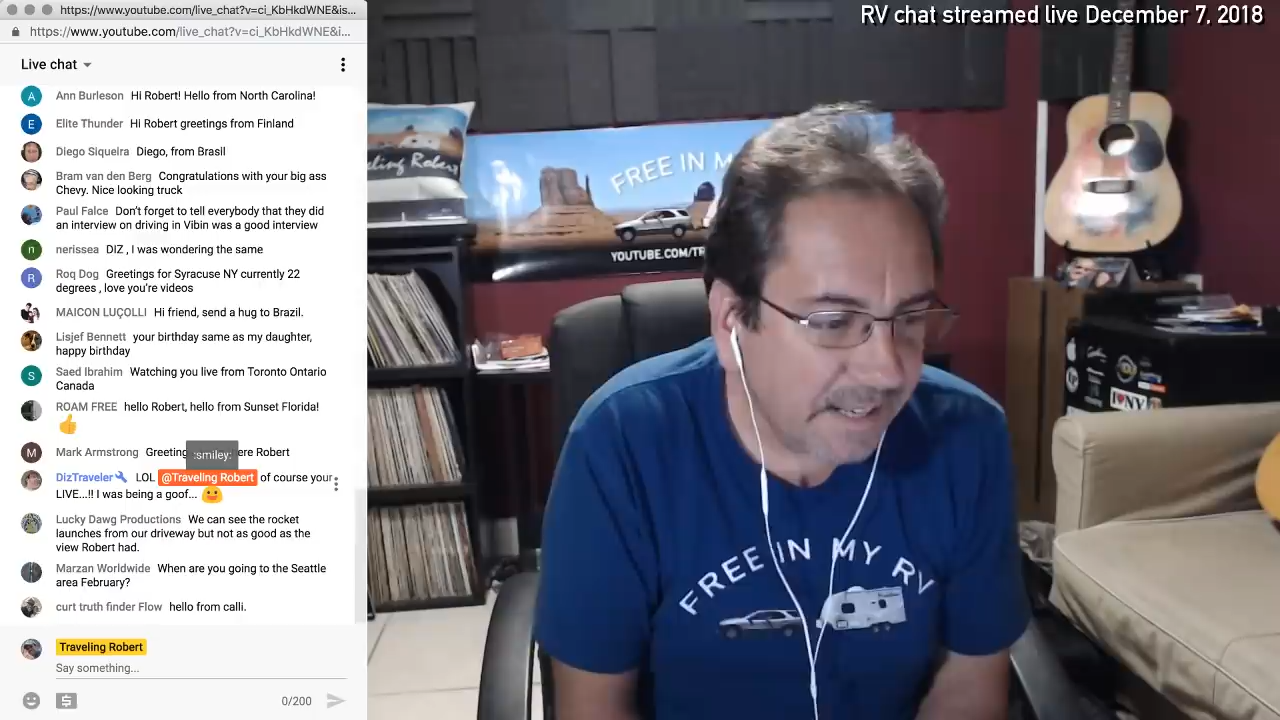 https://www.youtube.com/live_chat?v=ci_KbHkdWNE&is...
https://www.youtube.com/live_chat?v=ci_KbHkdWNE&i...
RV chat streamed live December 7, 2018
Live chat
Ann Burleson HI Robert! Hello from North Carolina!
Elite Thunder Hi Robert greetings from Finland
Diego Siqueira Diego, from Brasil
Bram van den Berg Congratulations with your big ass
Chevy. Nice looking truck
Paul Falce Don't forget to tell everybody that they did
an interview on driving in Vibin was a good interview
nerissea DIZ , I was wondering the same
Roq Dog Greetings for Syracuse NY currently 22
degrees , love you're videos
MAICON LUÇOLLI Hi friend, send a hug to Brazil.
Lisjef Bennett your birthday same as my daughter,
happy birthday
Saed Ibrahim Watching you live from Toronto Ontario
Canada
ROAM FREE hello Robert, hello from Sunset Florida!
👍
Mark Armstrong Greeting ere Robert
:smiley:
DizTraveler LOL @Traveling Robert of course your
LIVE...!! I was being a goof... 😃
Lucky Dawg Productions We can see the rocket
launches from our driveway but not as good as the
view Robert had.
Marzan Worldwide When are you going to the Seattle
area February?
curt truth finder Flow hello from calli.
Traveling Robert
Say something...
0/200
eling Robert
FREE IN M
YOUTUBE.COM/TR
FREE IN MY RV
I NY